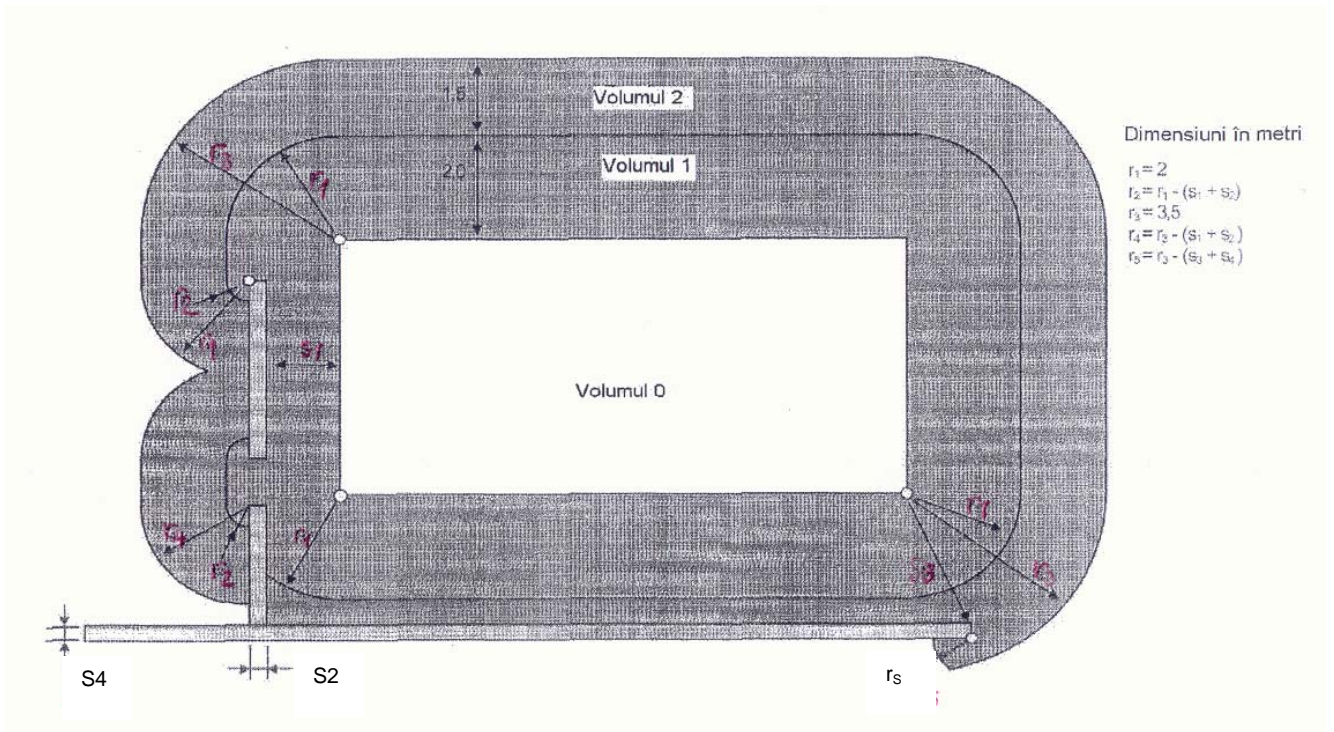 1,5
Volumul 2
Dimensiuni în metri
r₃
r₁
2,0
Volumul 1
r₁ = 2
r₂ = r₁ - (s₁ + s₂)
r₃ = 3,5
r₄ = r₃ - (s₁ + s₂)
r₅ = r₃ - (s₃ + s₄)
r₂
s1
Volumul 0
r₄
r₂
r₁
r₁
r₃
S4
S2
rS